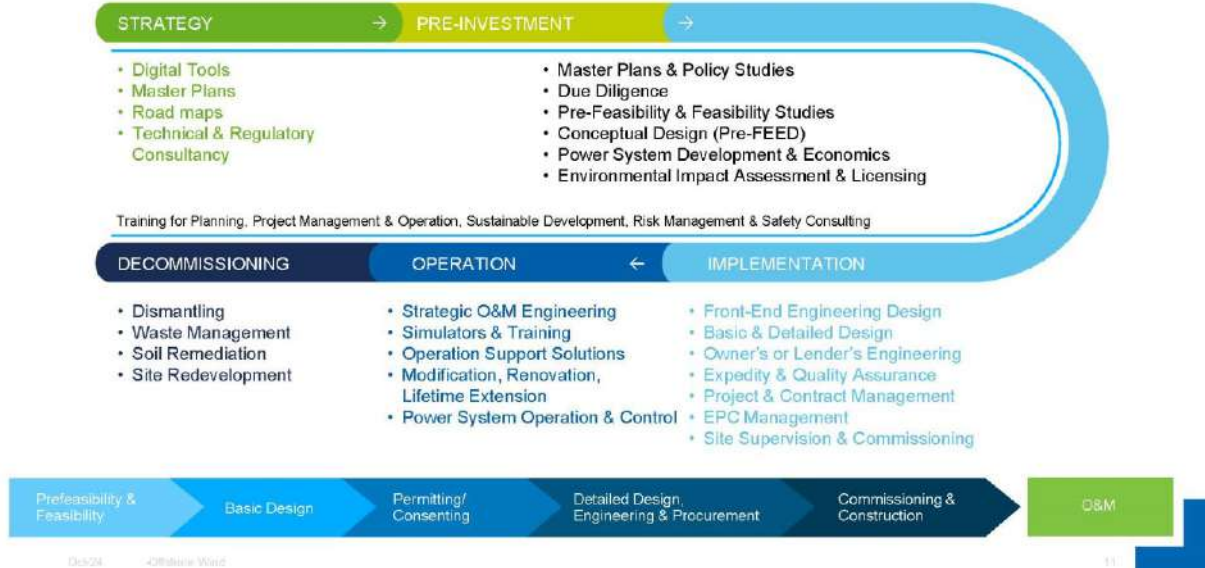 STRATEGY → PRE-INVESTMENT →
• Digital Tools
• Master Plans
• Road maps
• Technical & Regulatory
Consultancy
• Master Plans & Policy Studies
• Due Diligence
• Pre-Feasibility & Feasibility Studies
• Conceptual Design (Pre-FEED)
• Power System Development & Economics
• Environmental Impact Assessment & Licensing
Training for Planning, Project Management & Operation, Sustainable Development, Risk Management & Safety Consulting
DECOMMISSIONING OPERATION ← IMPLEMENTATION
• Dismantling
• Waste Management
• Soil Remediation
• Site Redevelopment
• Strategic O&M Engineering
• Simulators & Training
• Operation Support Solutions
• Modification, Renovation,
Lifetime Extension
• Power System Operation & Control
• Front-End Engineering Design
• Basic & Detailed Design
• Owner's or Lender's Engineering
• Expedity & Quality Assurance
• Project & Contract Management
• EPC Management
• Site Supervision & Commissioning
Prefeasibility &
Feasibility
Basic Design
Permitting/
Consenting
Detailed Design,
Engineering & Procurement
Commissioning &
Construction
O&M
Oct-24 -Offshore Wind 11